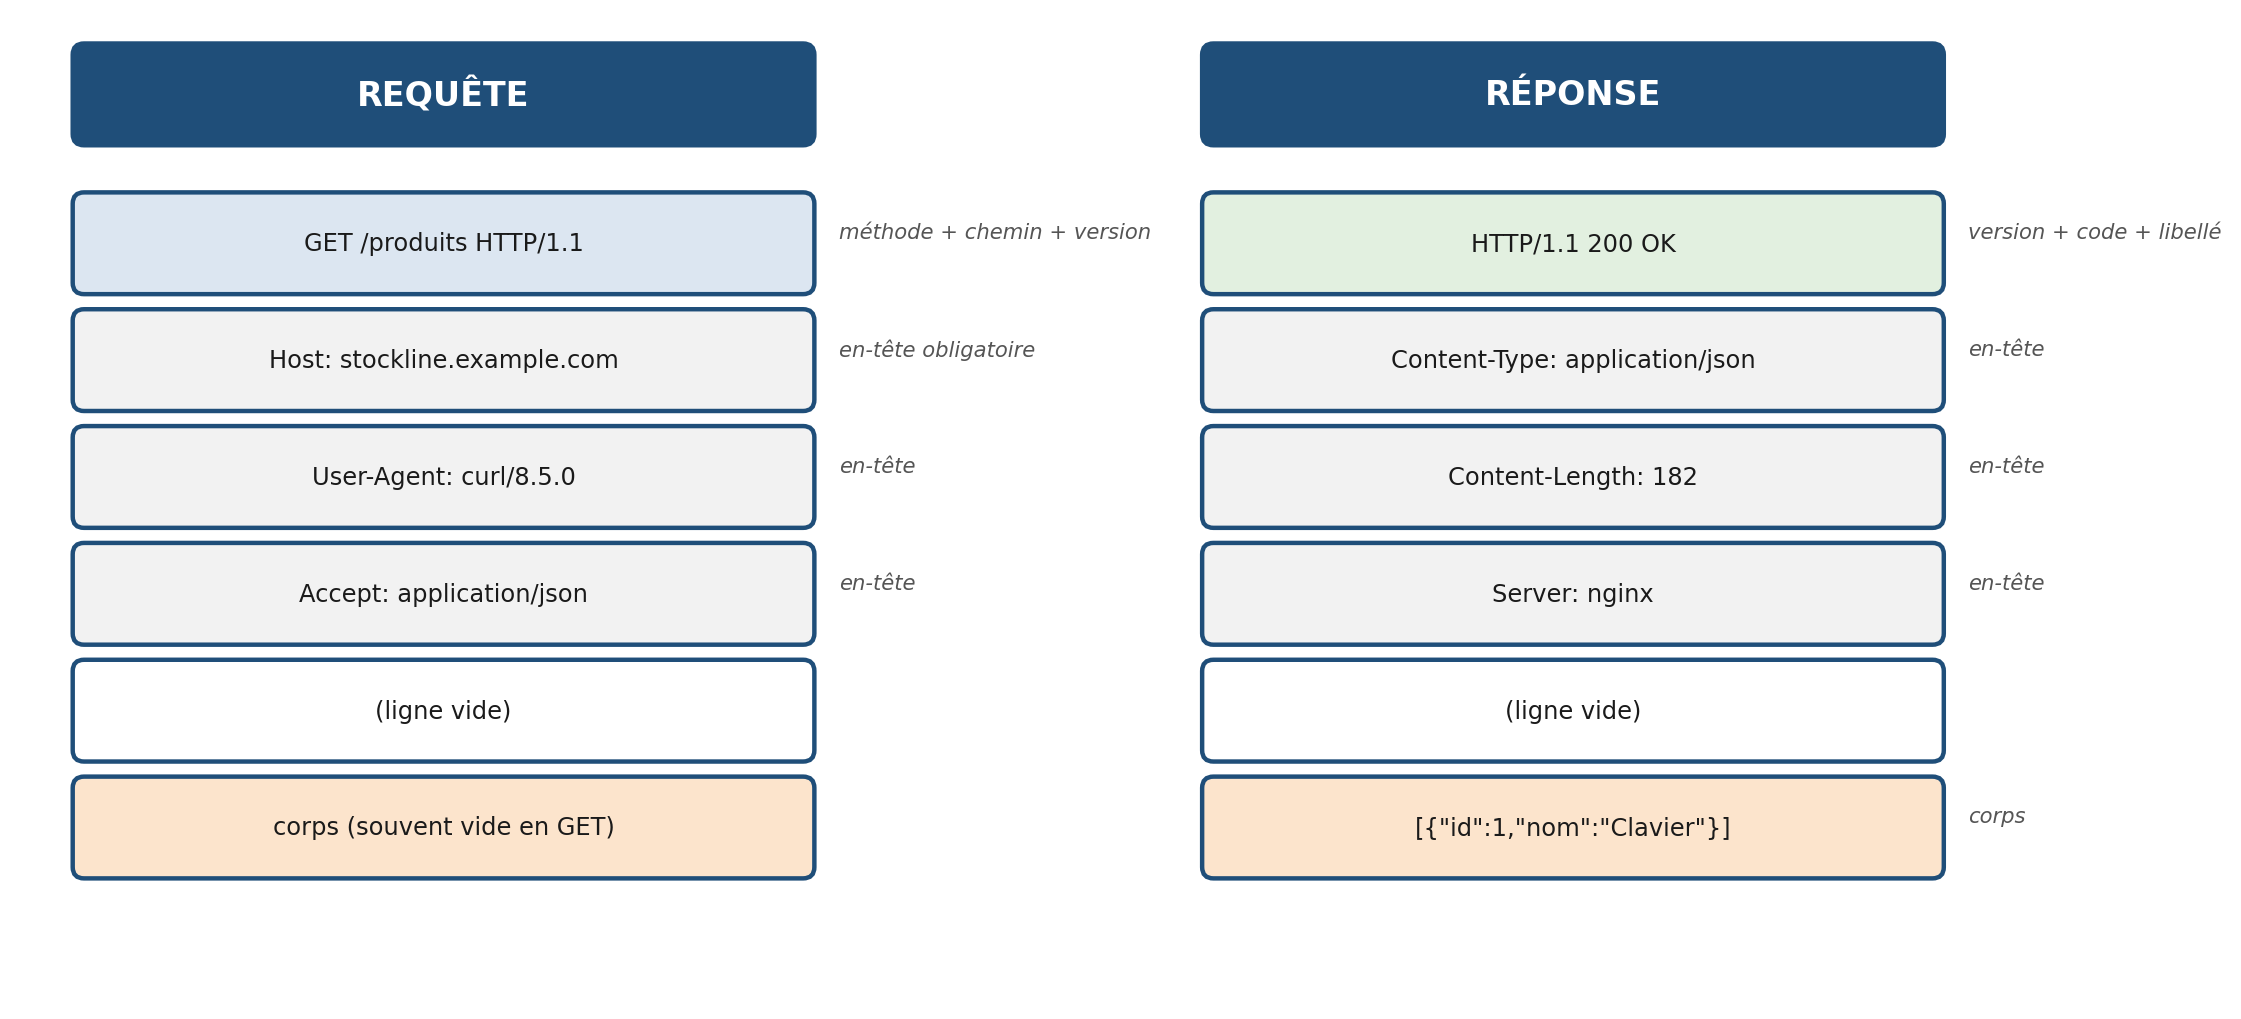 REQUÊTE
GET /produits HTTP/1.1
méthode + chemin + version
Host: stockline.example.com
en-tête obligatoire
User-Agent: curl/8.5.0
en-tête
Accept: application/json
en-tête
(ligne vide)
corps (souvent vide en GET)
RÉPONSE
HTTP/1.1 200 OK
version + code + libellé
Content-Type: application/json
en-tête
Content-Length: 182
en-tête
Server: nginx
en-tête
(ligne vide)
[{"id":1,"nom":"Clavier"}]
corps